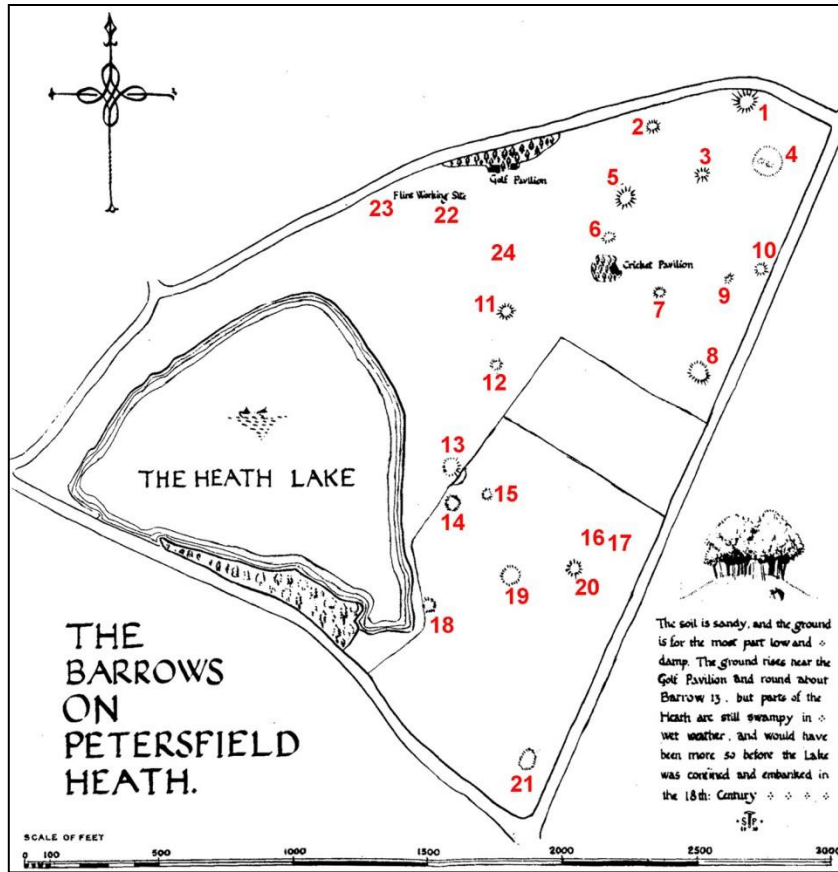 1
2
3
4
Golf Pavilion
5
Flint Working Site
23
22
6
24
Cricket Pavilion
10
9
7
11
8
12
13
THE HEATH LAKE
15
14
16 17
20
19
18
THE
BARROWS
ON
PETERSFIELD
HEATH.
The soil is sandy, and the ground
is for the most part low and
damp. The ground rises near the
Golf Pavilion and round about
Barrow 13, but parts of the
Heath are still swampy in
wet weather, and would have
been more so before the Lake
was confined and embanked in
the 18th: Century
21
SCALE OF FEET
0 100 500 1000 1500 2000 2500 3000